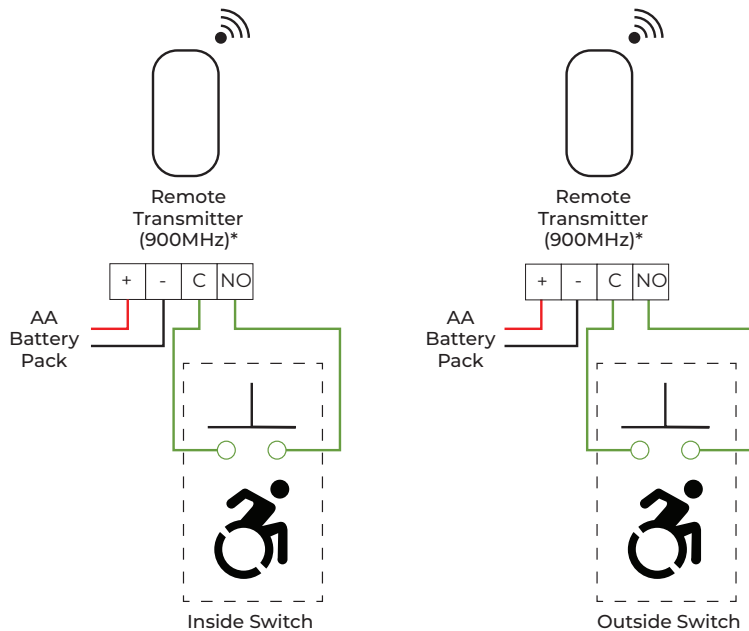 Remote
Transmitter
(900MHz)*
+ - C NO
AA
Battery
Pack
Inside Switch
Remote
Transmitter
(900MHz)*
+ - C NO
AA
Battery
Pack
Outside Switch